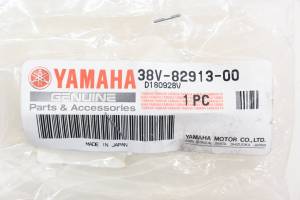 YAMAHA 38V-82913-00
D180928V
GENUINE
Parts & Accessories
1 PC
YAMAHA MOTOR CO., LTD.
MADE IN JAPAN